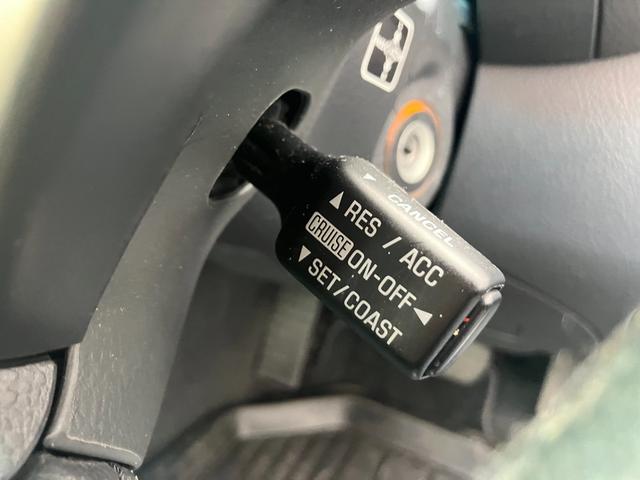 CANCEL
RES / ACC
CRUISE ON-OFF
SET/COAST